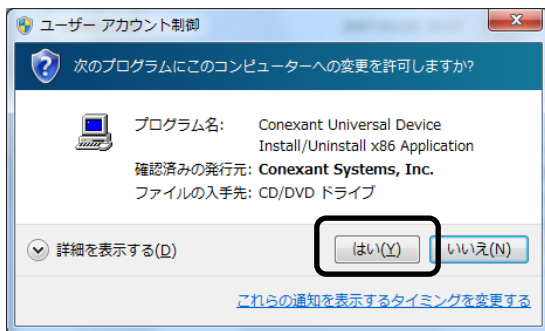 ユーザー アカウント制御
次のプログラムにこのコンピューターへの変更を許可しますか?
プログラム名: Conexant Universal Device
Install/Uninstall x86 Application
確認済みの発行元: Conexant Systems, Inc.
ファイルの入手先: CD/DVD ドライブ
詳細を表示する(D) はい(Y) いいえ(N)
これらの通知を表示するタイミングを変更する